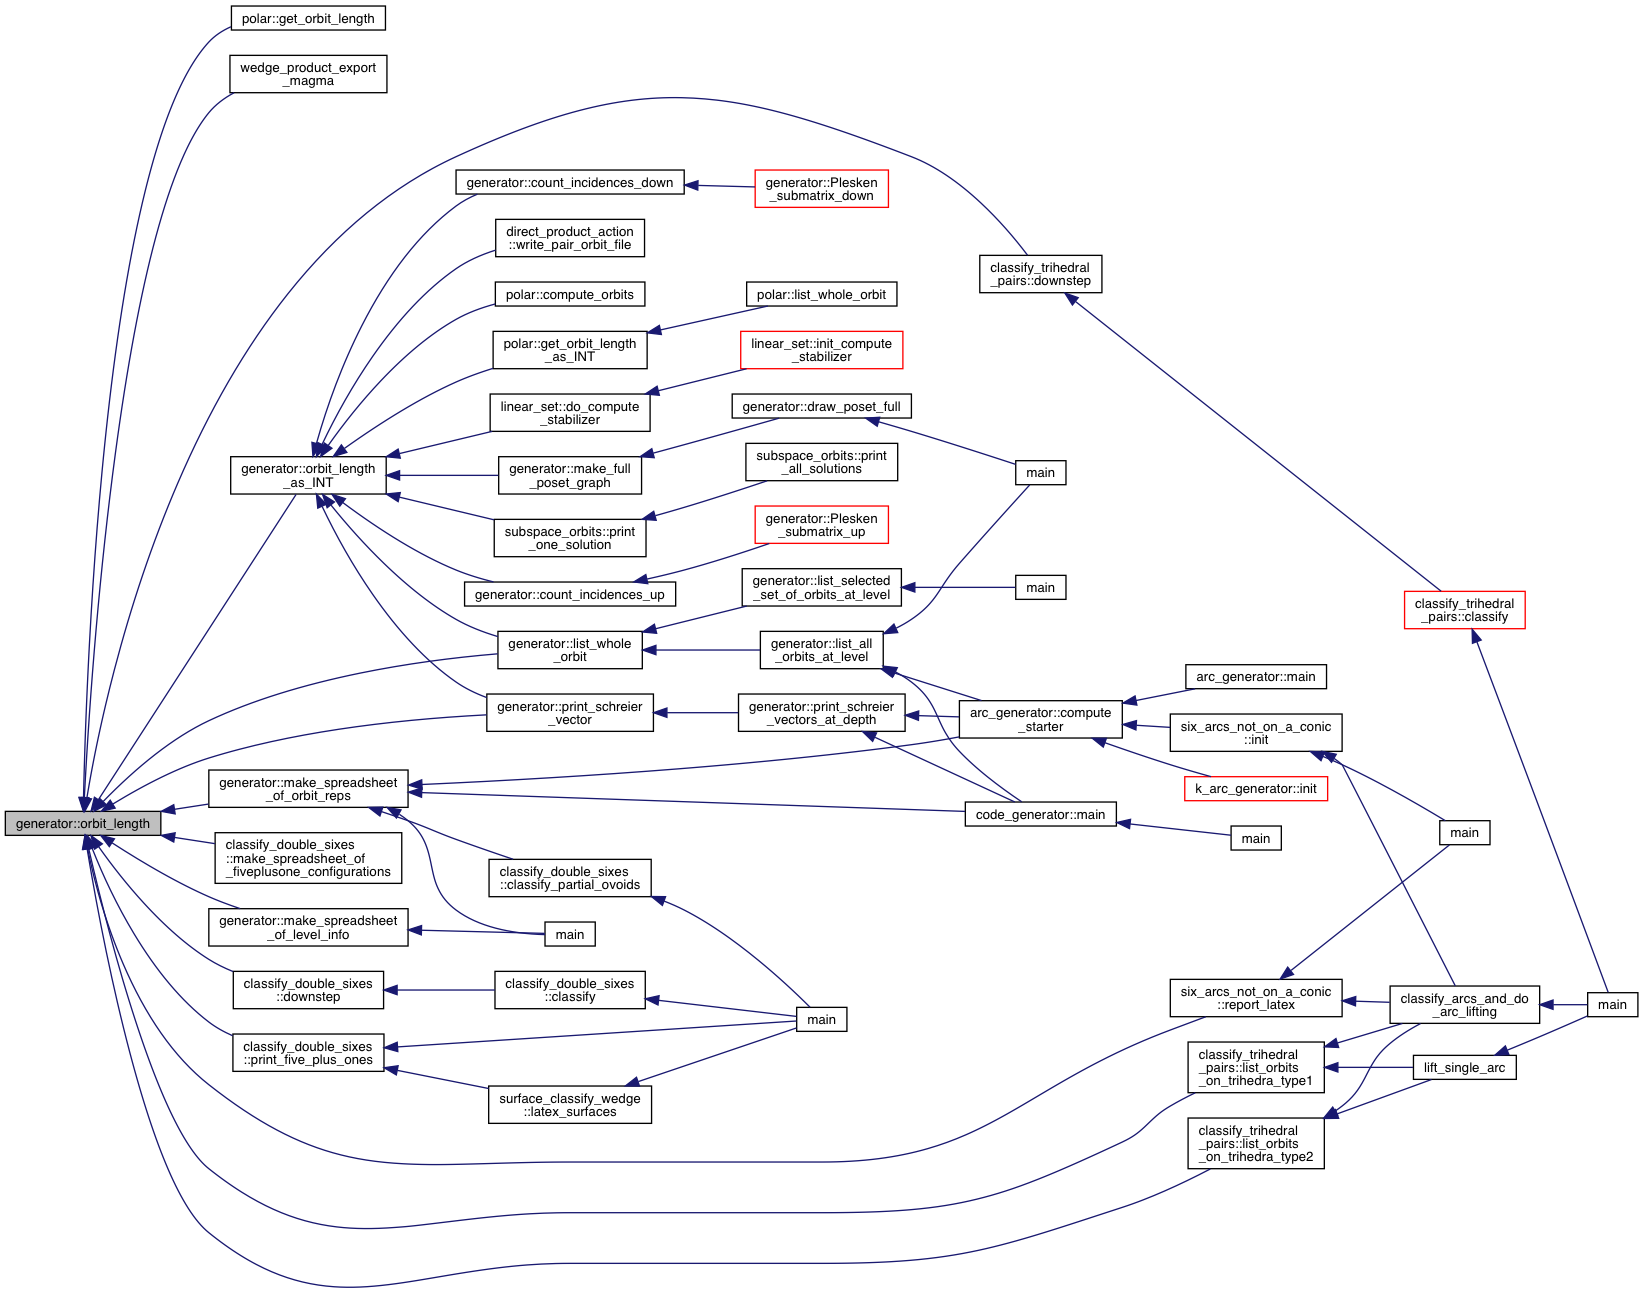 polar::get_orbit_length
wedge_product_export
_magma
generator::count_incidences_down
generator::Plesken
_submatrix_down
direct_product_action
::write_pair_orbit_file
classify_trihedral
_pairs::downstep
polar::compute_orbits
polar::list_whole_orbit
polar::get_orbit_length
_as_INT
linear_set::init_compute
_stabilizer
linear_set::do_compute
_stabilizer
generator::draw_poset_full
generator::orbit_length
_as_INT
generator::make_full
_poset_graph
subspace_orbits::print
_all_solutions
main
subspace_orbits::print
_one_solution
generator::Plesken
_submatrix_up
generator::count_incidences_up
generator::list_selected
_set_of_orbits_at_level
main
classify_trihedral
_pairs::classify
generator::list_whole
_orbit
generator::list_all
_orbits_at_level
arc_generator::main
generator::print_schreier
_vector
generator::print_schreier
_vectors_at_depth
arc_generator::compute
_starter
six_arcs_not_on_a_conic
::init
generator::make_spreadsheet
_of_orbit_reps
k_arc_generator::init
generator::orbit_length
code_generator::main
main
main
classify_double_sixes
::make_spreadsheet_of
_fiveplusone_configurations
classify_double_sixes
::classify_partial_ovoids
generator::make_spreadsheet
_of_level_info
main
classify_double_sixes
::downstep
classify_double_sixes
::classify
main
six_arcs_not_on_a_conic
::report_latex
classify_arcs_and_do
_arc_lifting
main
classify_double_sixes
::print_five_plus_ones
classify_trihedral
_pairs::list_orbits
_on_trihedra_type1
lift_single_arc
surface_classify_wedge
::latex_surfaces
classify_trihedral
_pairs::list_orbits
_on_trihedra_type2